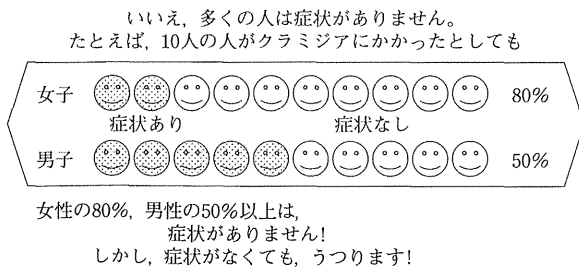 いいえ，多くの人は症状がありません。
たとえば，10人の人がクラミジアにかかったとしても
女子 80%
症状あり 症状なし
男子 50%
女性の80%，男性の50%以上は，
症状がありません！
しかし，症状がなくても，うつります！